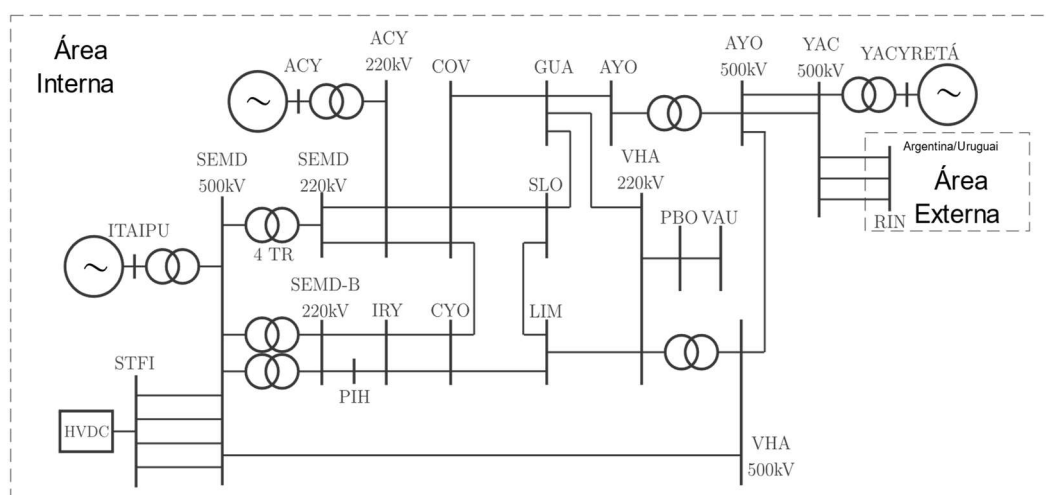 Área
Interna
ACY
220kV
ACY
COV
GUA
AYO
AYO
500kV
YAC
500kV
YACYRETÁ
Argentina/Uruguai
Área
Externa
RIN
SEMD
500kV
SEMD
220kV
SLO
VHA
220kV
PBO
VAU
ITAIPU
4 TR
SEMD-B
220kV
IRY
CYO
LIM
PIH
STFI
HVDC
VHA
500kV